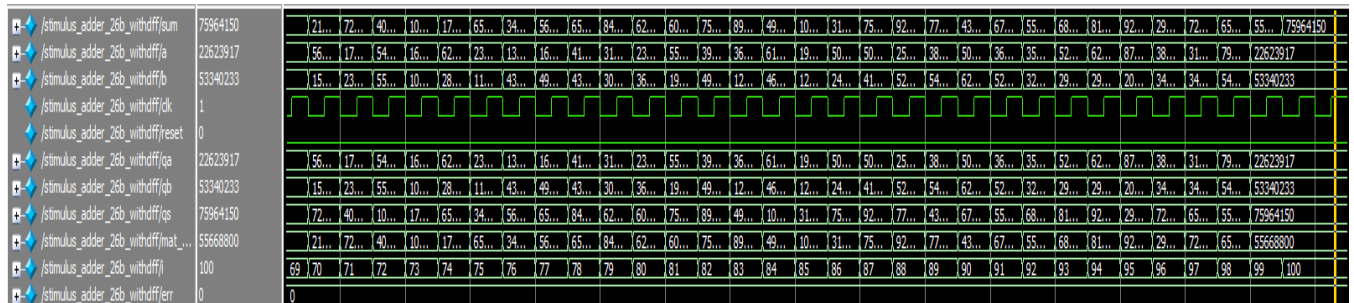 /stimulus_adder_26b_withdff/sum 75964150 21... 72... 40... 10... 17... 65... 34... 56... 65... 84... 62... 60... 75... 89... 49... 10... 31... 75... 92... 77... 43... 67... 55... 68... 81... 92... 29... 72... 65... 55... 75964150
/stimulus_adder_26b_withdff/a 22623917 56... 17... 54... 16... 62... 23... 13... 16... 41... 31... 23... 55... 39... 36... 61... 19... 50... 50... 25... 38... 50... 36... 35... 52... 62... 87... 38... 31... 79... 22623917
/stimulus_adder_26b_withdff/b 53340233 15... 23... 55... 10... 28... 11... 43... 49... 43... 30... 36... 19... 49... 12... 46... 12... 24... 41... 52... 54... 62... 52... 32... 29... 29... 20... 34... 34... 54... 53340233
/stimulus_adder_26b_withdff/clk 1
/stimulus_adder_26b_withdff/reset 0
/stimulus_adder_26b_withdff/qa 22623917 56... 17... 54... 16... 62... 23... 13... 16... 41... 31... 23... 55... 39... 36... 61... 19... 50... 50... 25... 38... 50... 36... 35... 52... 62... 87... 38... 31... 79... 22623917
/stimulus_adder_26b_withdff/qb 53340233 15... 23... 55... 10... 28... 11... 43... 49... 43... 30... 36... 19... 49... 12... 46... 12... 24... 41... 52... 54... 62... 52... 32... 29... 29... 20... 34... 34... 54... 53340233
/stimulus_adder_26b_withdff/qs 75964150 72... 40... 10... 17... 65... 34... 56... 65... 84... 62... 60... 75... 89... 49... 10... 31... 75... 92... 77... 43... 67... 55... 68... 81... 92... 29... 72... 65... 55... 75964150
/stimulus_adder_26b_withdff/mat_... 55668800 21... 72... 40... 10... 17... 65... 34... 56... 65... 84... 62... 60... 75... 89... 49... 10... 31... 75... 92... 77... 43... 67... 55... 68... 81... 92... 29... 72... 65... 55668800
/stimulus_adder_26b_withdff/i 100 69 70 71 72 73 74 75 76 77 78 79 80 81 82 83 84 85 86 87 88 89 90 91 92 93 94 95 96 97 98 99 100
/stimulus_adder_26b_withdff/err 0 0